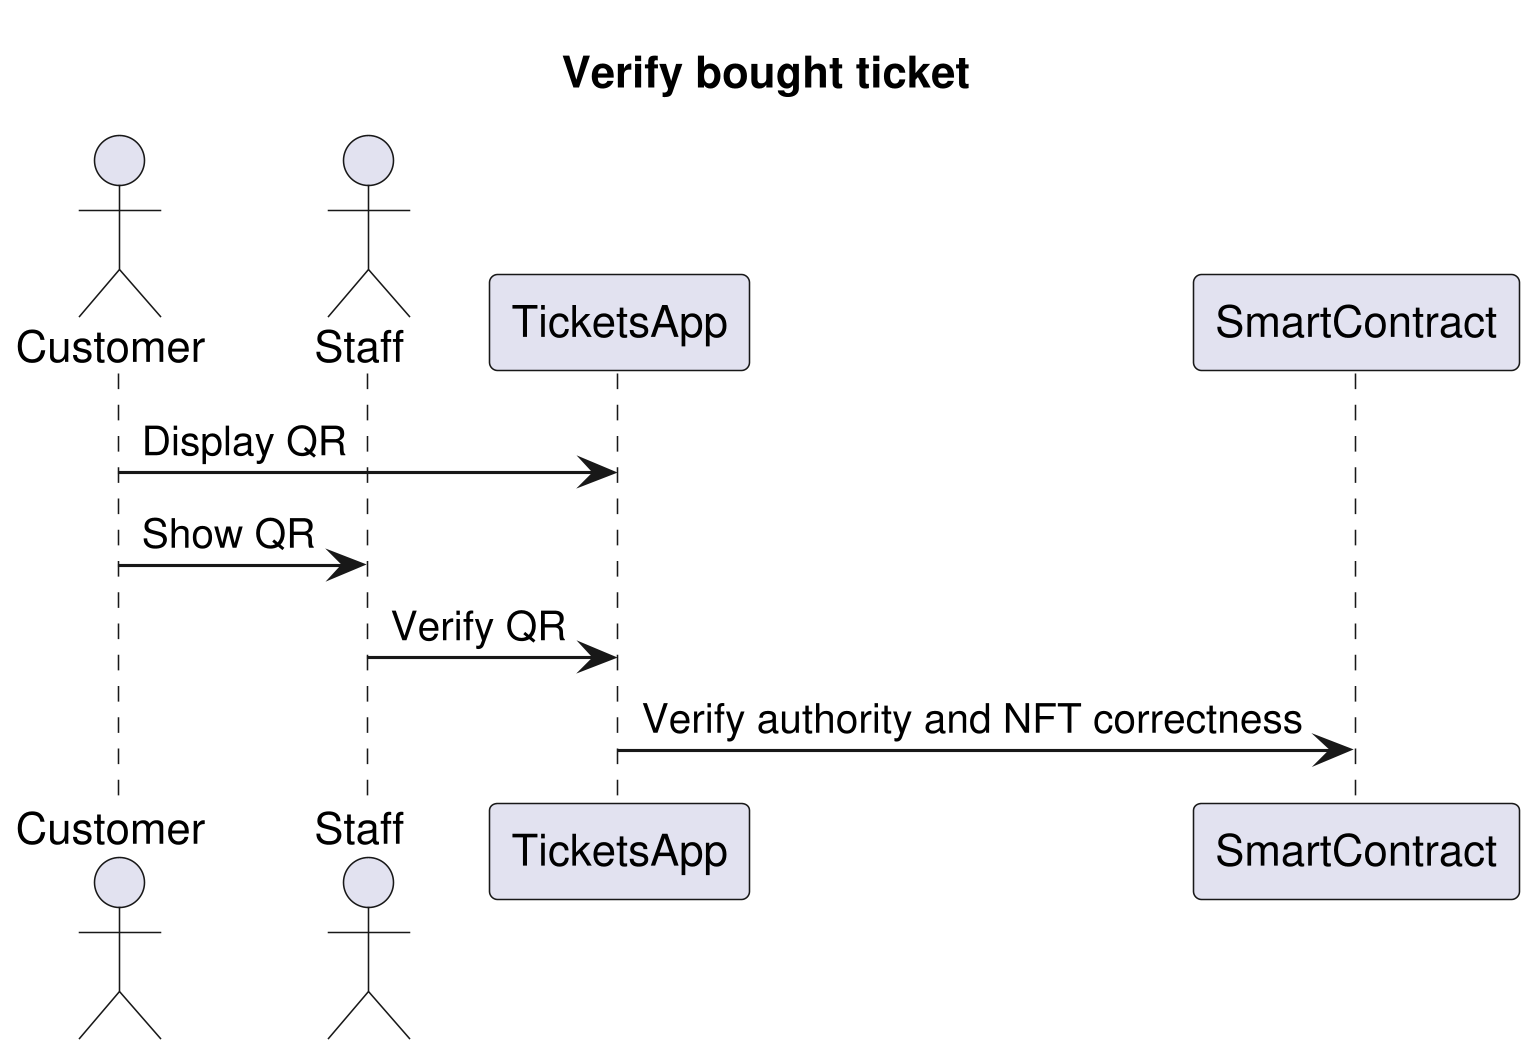 Verify bought ticket
Customer
Staff
TicketsApp
SmartContract
Display QR
Show QR
Verify QR
Verify authority and NFT correctness
Customer
Staff
TicketsApp
SmartContract